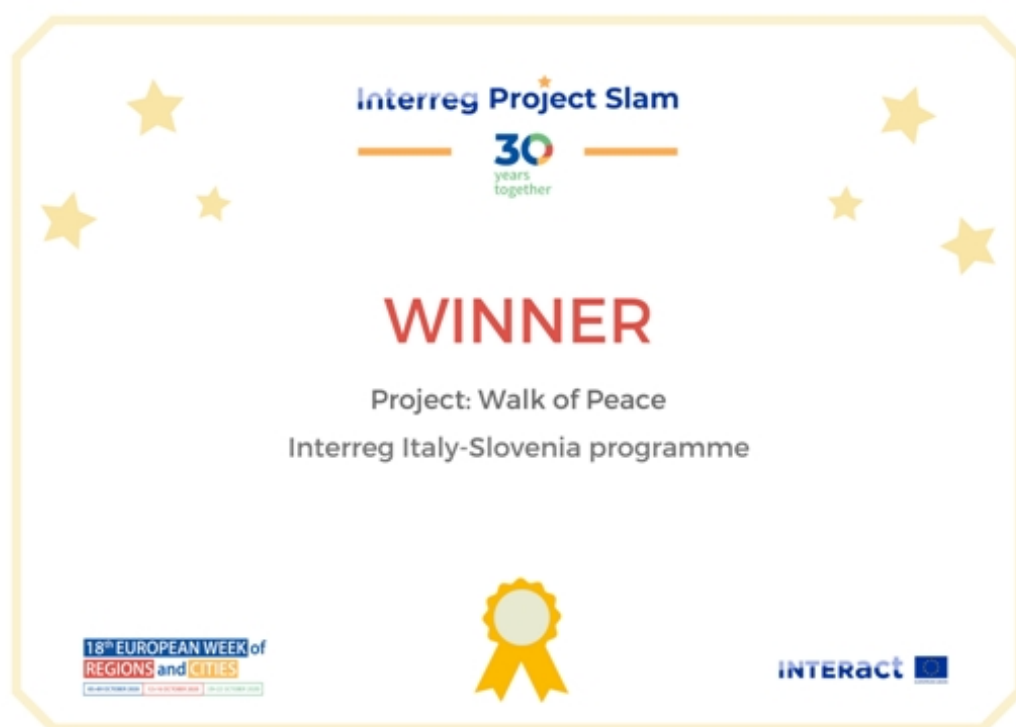 Interreg Project Slam
30
years
together
WINNER
Project: Walk of Peace
Interreg Italy-Slovenia programme
18th EUROPEAN WEEK of
REGIONS and CITIES
INTERACT